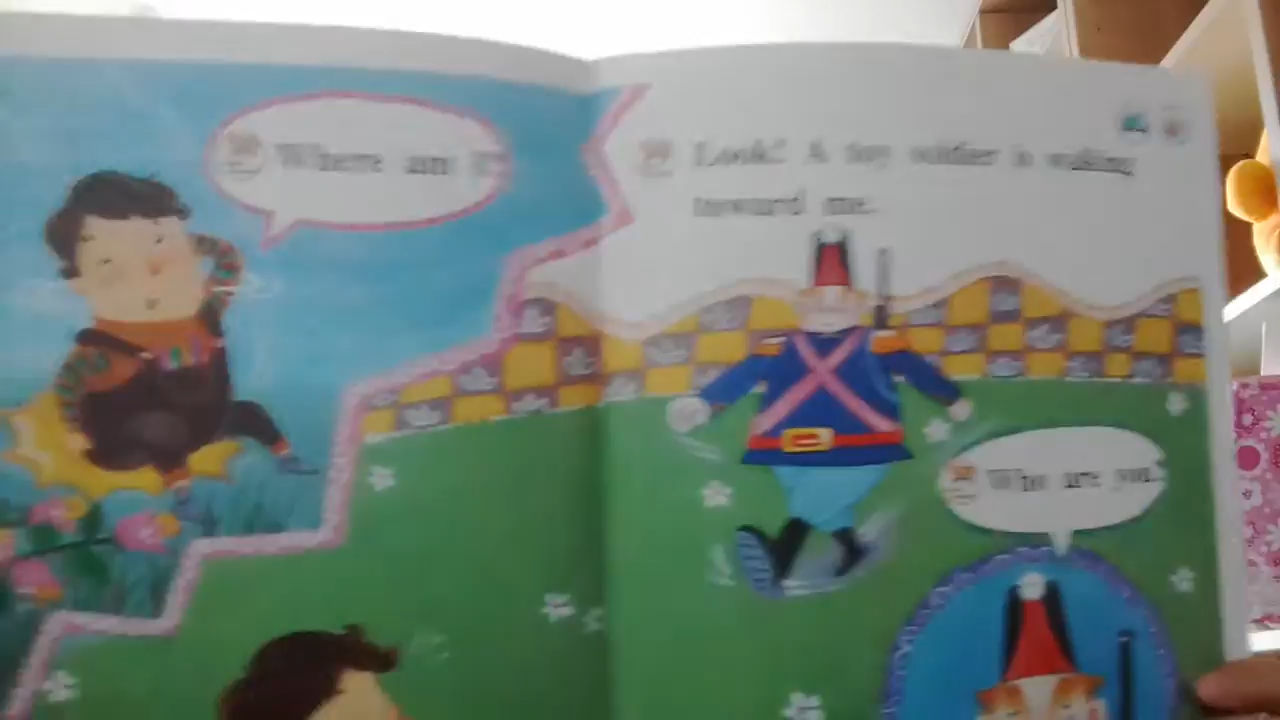 Where am I?
Look! A toy soldier is walking
toward me.
Who are you?